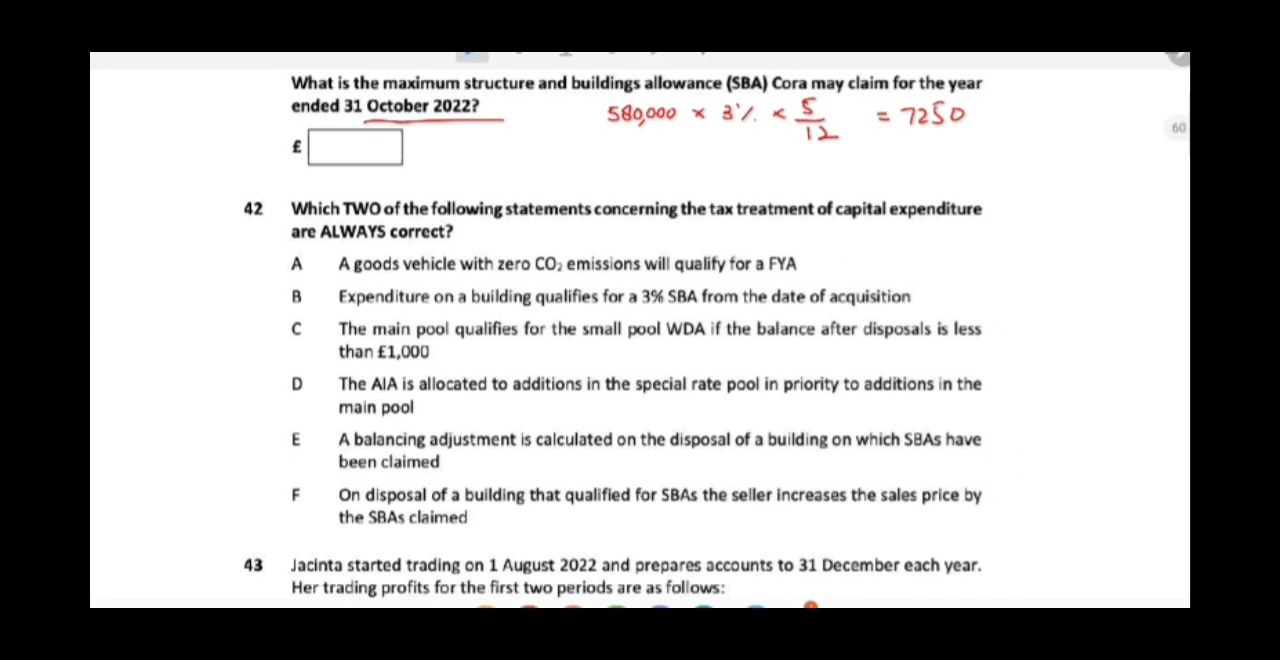 What is the maximum structure and buildings allowance (SBA) Cora may claim for the year
ended 31 October 2022?
580,000 × 3% × 5/12 = 7250
£
60
42 Which TWO of the following statements concerning the tax treatment of capital expenditure
are ALWAYS correct?
A A goods vehicle with zero CO₂ emissions will qualify for a FYA
B Expenditure on a building qualifies for a 3% SBA from the date of acquisition
C The main pool qualifies for the small pool WDA if the balance after disposals is less
than £1,000
D The AIA is allocated to additions in the special rate pool in priority to additions in the
main pool
E A balancing adjustment is calculated on the disposal of a building on which SBAs have
been claimed
F On disposal of a building that qualified for SBAs the seller increases the sales price by
the SBAs claimed
43 Jacinta started trading on 1 August 2022 and prepares accounts to 31 December each year.
Her trading profits for the first two periods are as follows: